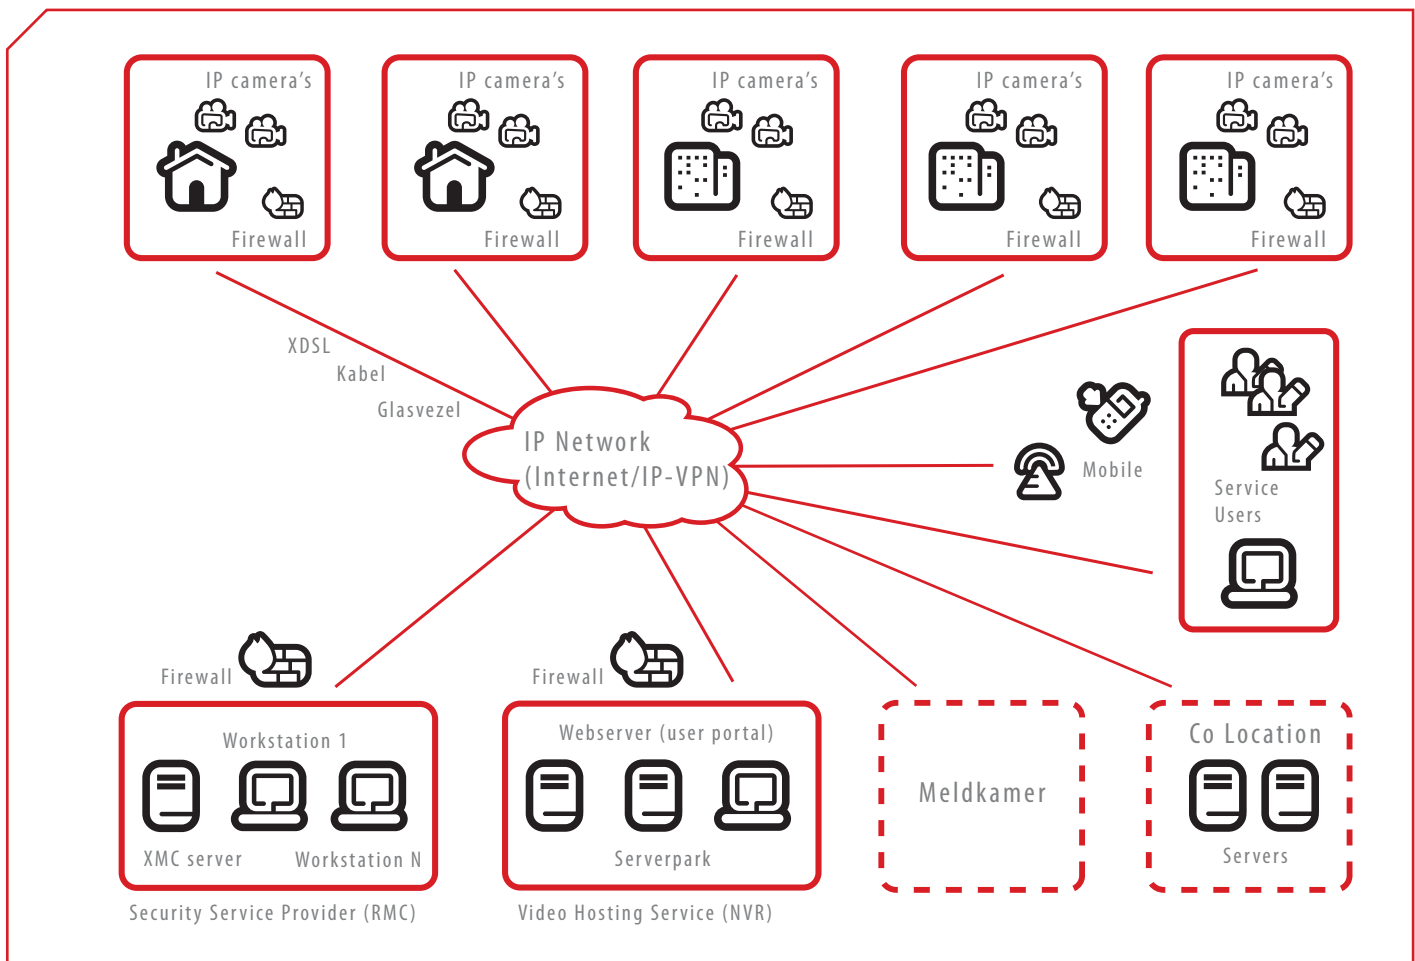 IP camera’s
IP camera’s
IP camera’s
IP camera’s
IP camera’s
Firewall
Firewall
Firewall
Firewall
Firewall
XDSL
Kabel
Glasvezel
IP Network
(Internet/IP-VPN)
Mobile
Service
Users
Firewall
Firewall
Workstation 1
XMC server
Workstation N
Security Service Provider (RMC)
Webserver (user portal)
Serverpark
Video Hosting Service (NVR)
Meldkamer
Co Location
Servers